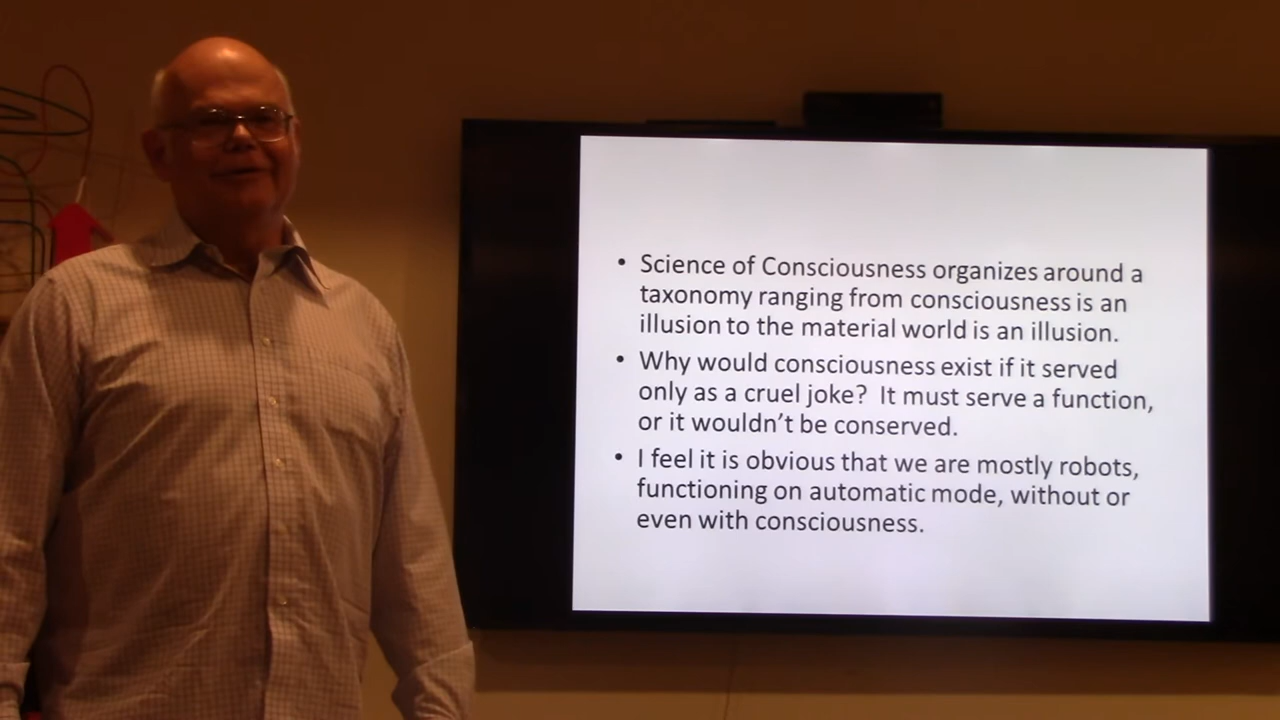 • Science of Consciousness organizes around a
taxonomy ranging from consciousness is an
illusion to the material world is an illusion.
• Why would consciousness exist if it served
only as a cruel joke? It must serve a function,
or it wouldn't be conserved.
• I feel it is obvious that we are mostly robots,
functioning on automatic mode, without or
even with consciousness.